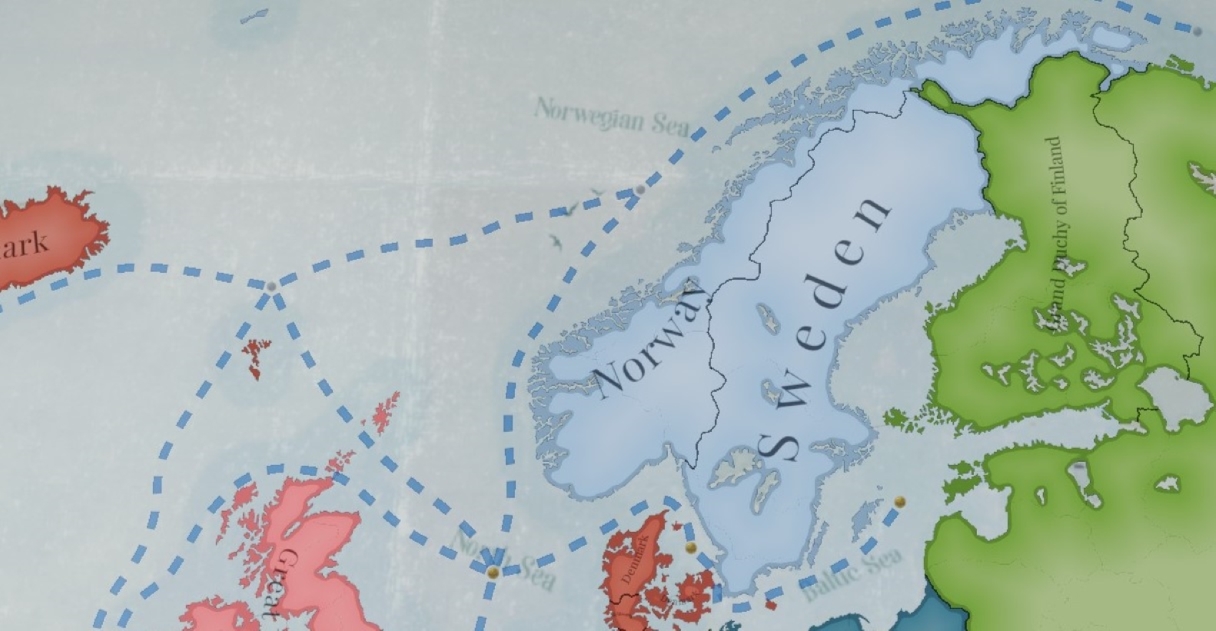 Norwegian Sea
ark
Norway
Sweden
Grand Duchy of Finland
North Sea
Baltic Sea
Denmark
Great